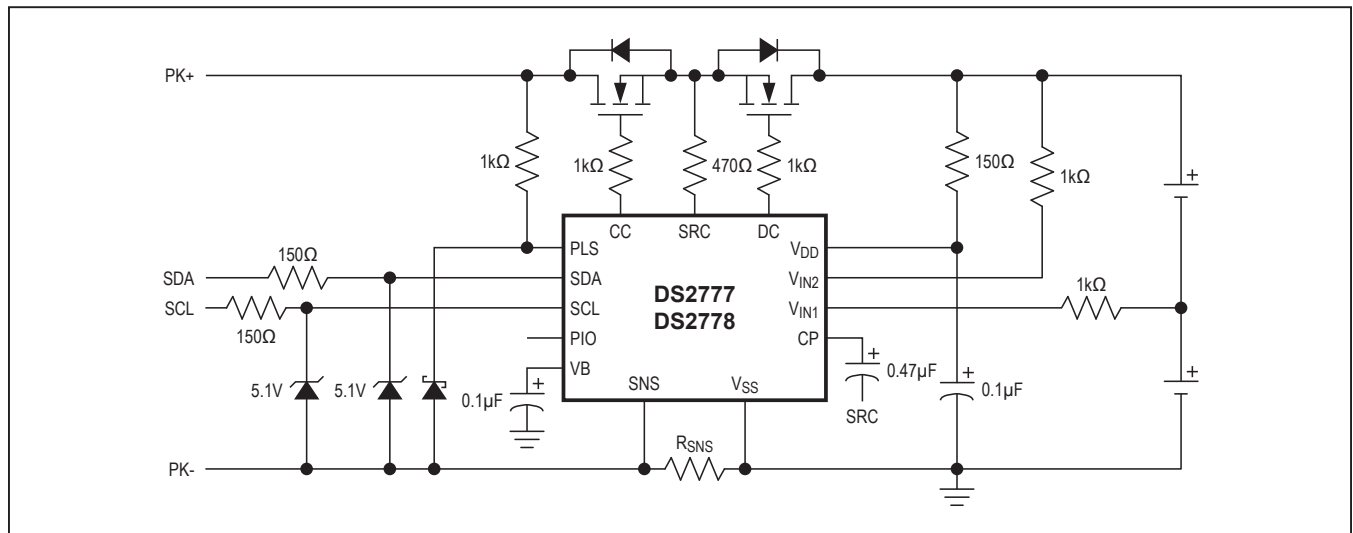 PK+
1kΩ
1kΩ
470Ω
1kΩ
150Ω
1kΩ
+
CC
SRC
DC
PLS
SDA
SCL
PIO
VB
SNS
VSS
VDD
VIN2
VIN1
CP
DS2777
DS2778
SDA
150Ω
SCL
150Ω
1kΩ
5.1V
5.1V
0.1µF
+
+
0.47µF
SRC
+
0.1µF
+
RSNS
PK-